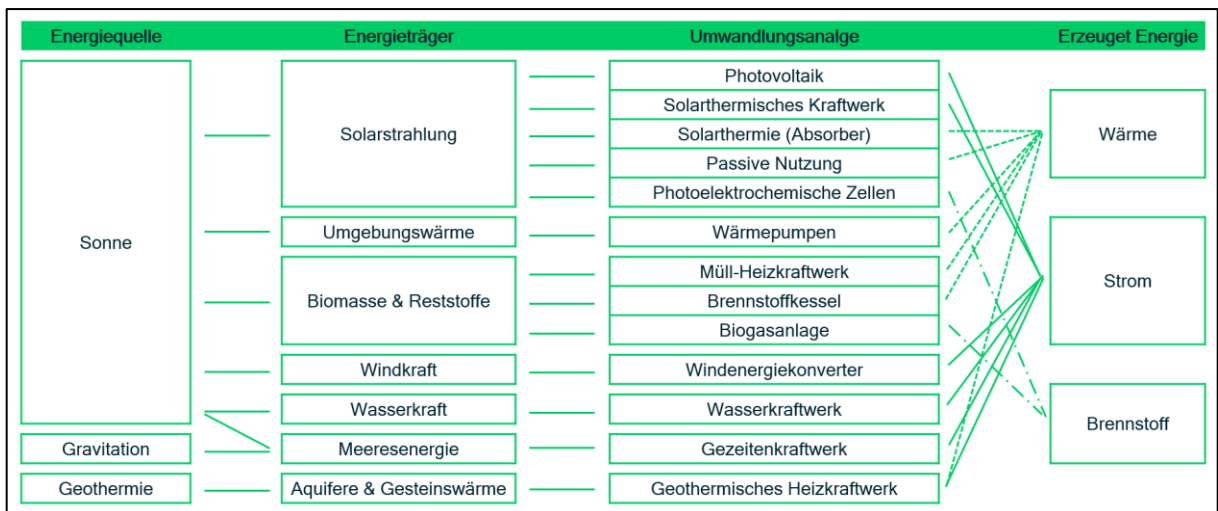 Energiequelle Energieträger Umwandlungsanalge Erzeuget Energie
Photovoltaik
Solarthermisches Kraftwerk
Solarstrahlung Solarthermie (Absorber) Wärme
Passive Nutzung
Photoelektrochemische Zellen
Sonne Umgebungswärme Wärmepumpen
Müll-Heizkraftwerk Strom
Biomasse & Reststoffe Brennstoffkessel
Biogasanlage
Windkraft Windenergiekonverter
Wasserkraft Wasserkraftwerk Brennstoff
Gravitation Meeresenergie Gezeitenkraftwerk
Geothermie Aquifere & Gesteinswärme Geothermisches Heizkraftwerk